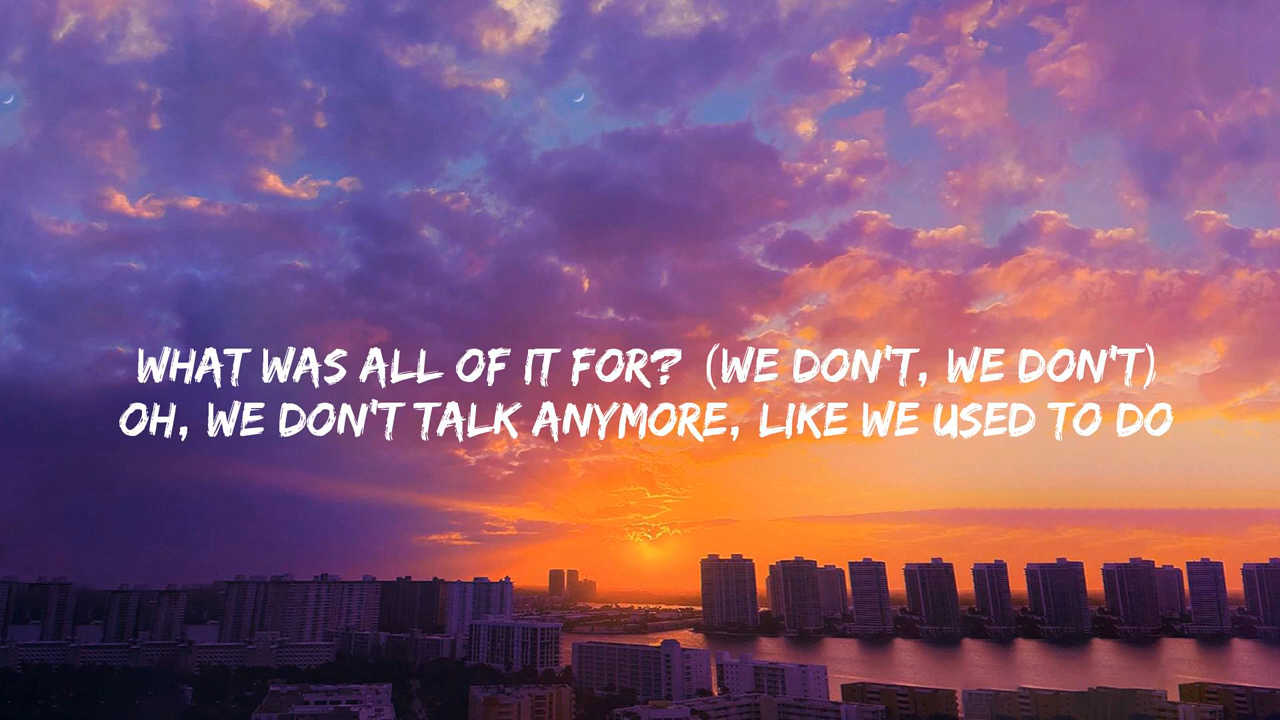 WHAT WAS ALL OF IT FOR? (WE DON'T, WE DON'T)
OH, WE DON'T TALK ANYMORE, LIKE WE USED TO DO